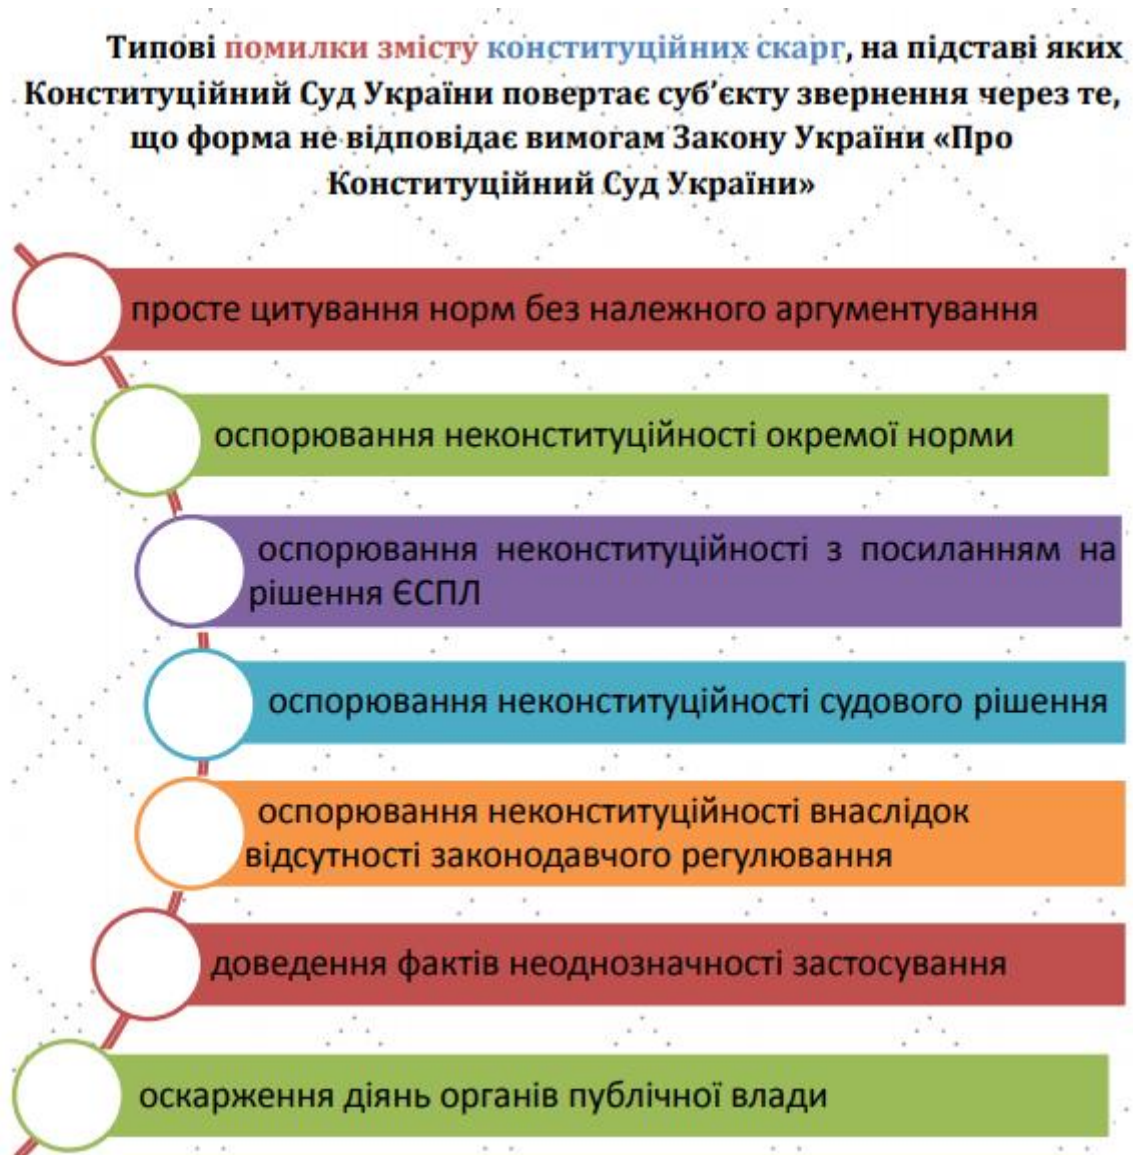 Типові помилки змісту конституційних скарг, на підставі яких
Конституційний Суд України повертає суб’єкту звернення через те,
що форма не відповідає вимогам Закону України «Про
Конституційний Суд України»
просте цитування норм без належного аргументування
оспорювання неконституційності окремої норми
оспорювання неконституційності з посиланням на
рішення ЄСПЛ
оспорювання неконституційності судового рішення
оспорювання неконституційності внаслідок
відсутності законодавчого регулювання
доведення фактів неоднозначності застосування
оскарження діянь органів публічної влади